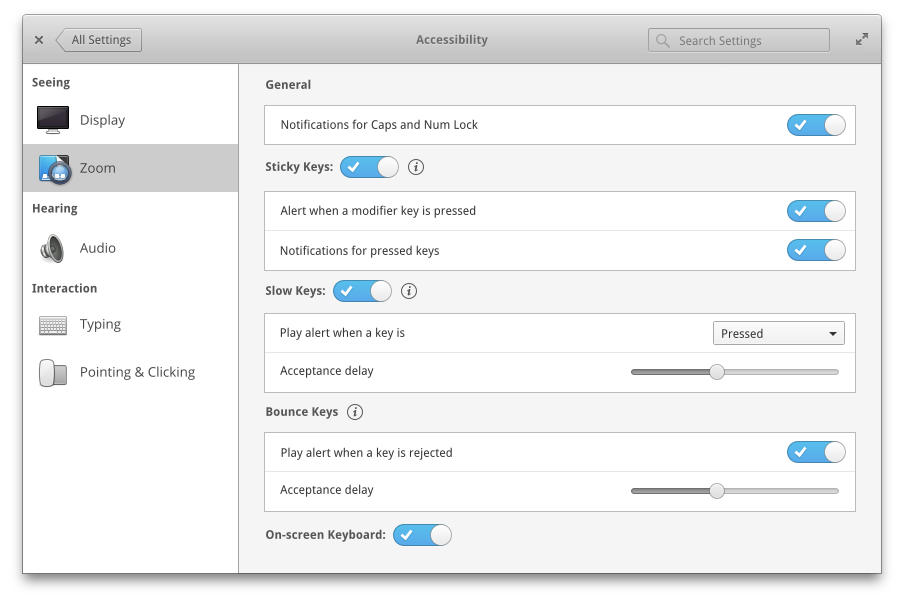 All Settings
Accessibility
Search Settings
Seeing
Display
Zoom
Hearing
Audio
Interaction
Typing
Pointing & Clicking
General
Notifications for Caps and Num Lock
Sticky Keys:
Alert when a modifier key is pressed
Notifications for pressed keys
Slow Keys:
Play alert when a key is
Pressed
Acceptance delay
Bounce Keys
Play alert when a key is rejected
Acceptance delay
On-screen Keyboard: